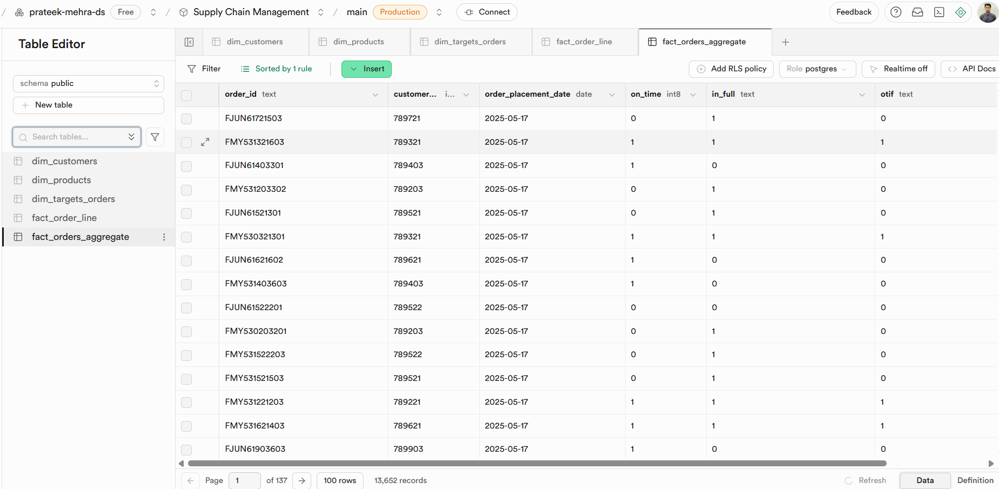 / prateek-mehra-ds Free / Supply Chain Management / main Production Connect Feedback
Table Editor
dim_customers dim_products dim_targets_orders fact_order_line fact_orders_aggregate
Filter Sorted by 1 rule Insert Add RLS policy Role postgres Realtime off API Docs
schema public
New table
Search tables...
dim_customers
dim_products
dim_targets_orders
fact_order_line
fact_orders_aggregate
order_id text customer... i... order_placement_date date on_time int8 in_full text otif text
FJUN61721503 789721 2025-05-17 0 1 0
FMY531321603 789321 2025-05-17 1 1 1
FJUN61403301 789403 2025-05-17 1 0 0
FMY531203302 789203 2025-05-17 0 1 0
FJUN61521301 789521 2025-05-17 0 1 0
FMY530321301 789321 2025-05-17 1 1 1
FJUN61621602 789621 2025-05-17 1 0 0
FMY531403603 789403 2025-05-17 1 0 0
FJUN61522201 789522 2025-05-17 0 0 0
FMY530203201 789203 2025-05-17 0 1 0
FMY531522203 789522 2025-05-17 0 1 0
FMY531521503 789521 2025-05-17 0 1 0
FMY531221203 789221 2025-05-17 1 1 1
FMY531621403 789621 2025-05-17 1 1 1
FJUN61903603 789903 2025-05-17 1 0 0
Page 1 of 137 100 rows 13,652 records Refresh Data Definition